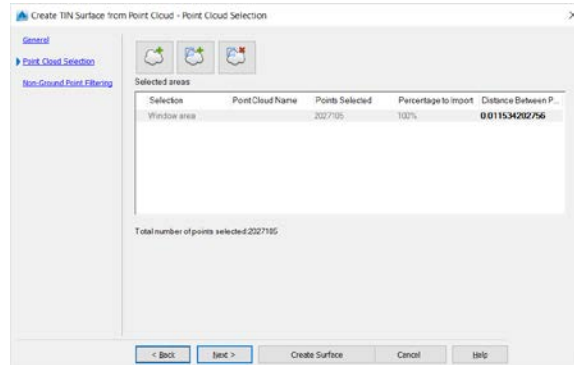 Create TIN Surface from Point Cloud - Point Cloud Selection
General
Point Cloud Selection
Non-Ground Point Filtering
Selected areas
Selection Point Cloud Name Points Selected Percentage to Import Distance Between P...
Window area 2027105 100% 0.011534202756
Total number of points selected:2027105
< Back Next > Create Surface Cancel Help